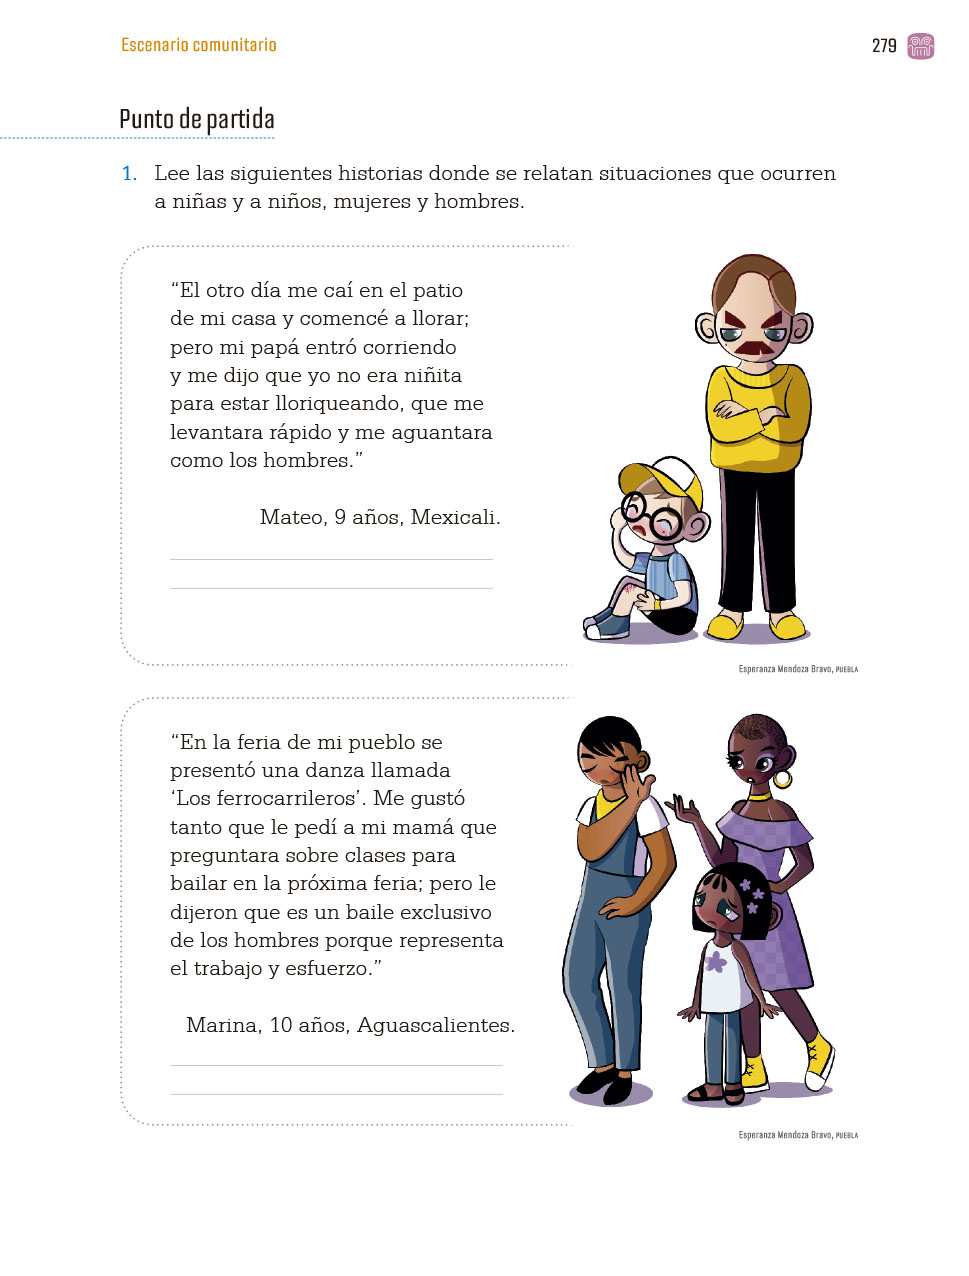 Escenario comunitario
279
Punto de partida
1. Lee las siguientes historias donde se relatan situaciones que ocurren
a niñas y a niños, mujeres y hombres.
“El otro día me caí en el patio
de mi casa y comencé a llorar;
pero mi papá entró corriendo
y me dijo que yo no era niñita
para estar lloriqueando, que me
levantara rápido y me aguantara
como los hombres.”
Mateo, 9 años, Mexicali.
Esperanza Mendoza Bravo, PUEBLA
“En la feria de mi pueblo se
presentó una danza llamada
‘Los ferrocarrileros’. Me gustó
tanto que le pedí a mi mamá que
preguntara sobre clases para
bailar en la próxima feria; pero le
dijeron que es un baile exclusivo
de los hombres porque representa
el trabajo y esfuerzo.”
Marina, 10 años, Aguascalientes.
Esperanza Mendoza Bravo, PUEBLA